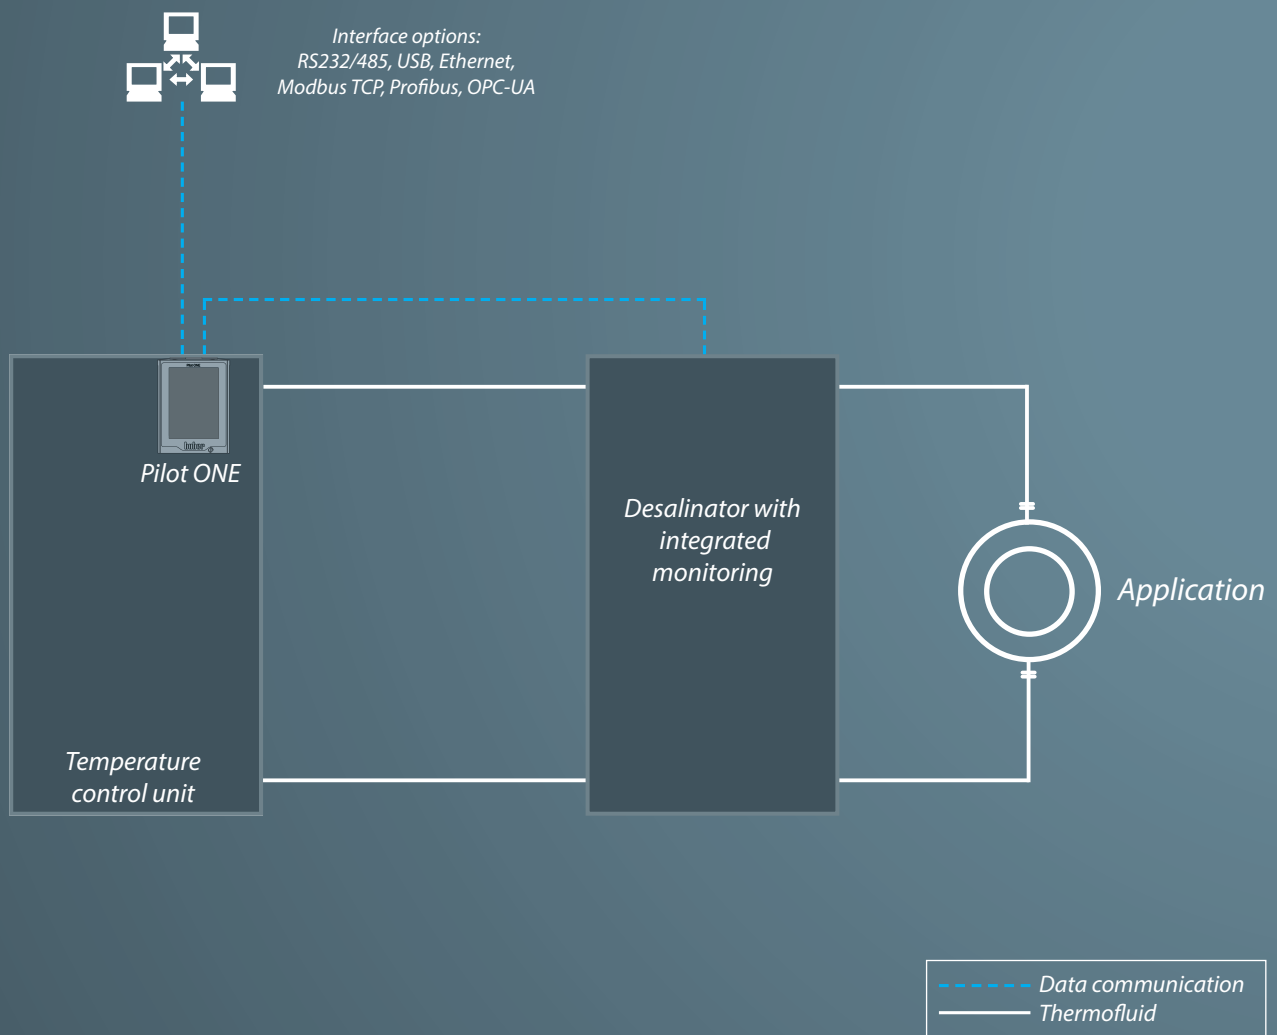 Interface options:
RS232/485, USB, Ethernet,
Modbus TCP, Profibus, OPC-UA
huber
Pilot ONE
Desalinator with
integrated
monitoring
Application
Temperature
control unit
Data communication
Thermofluid